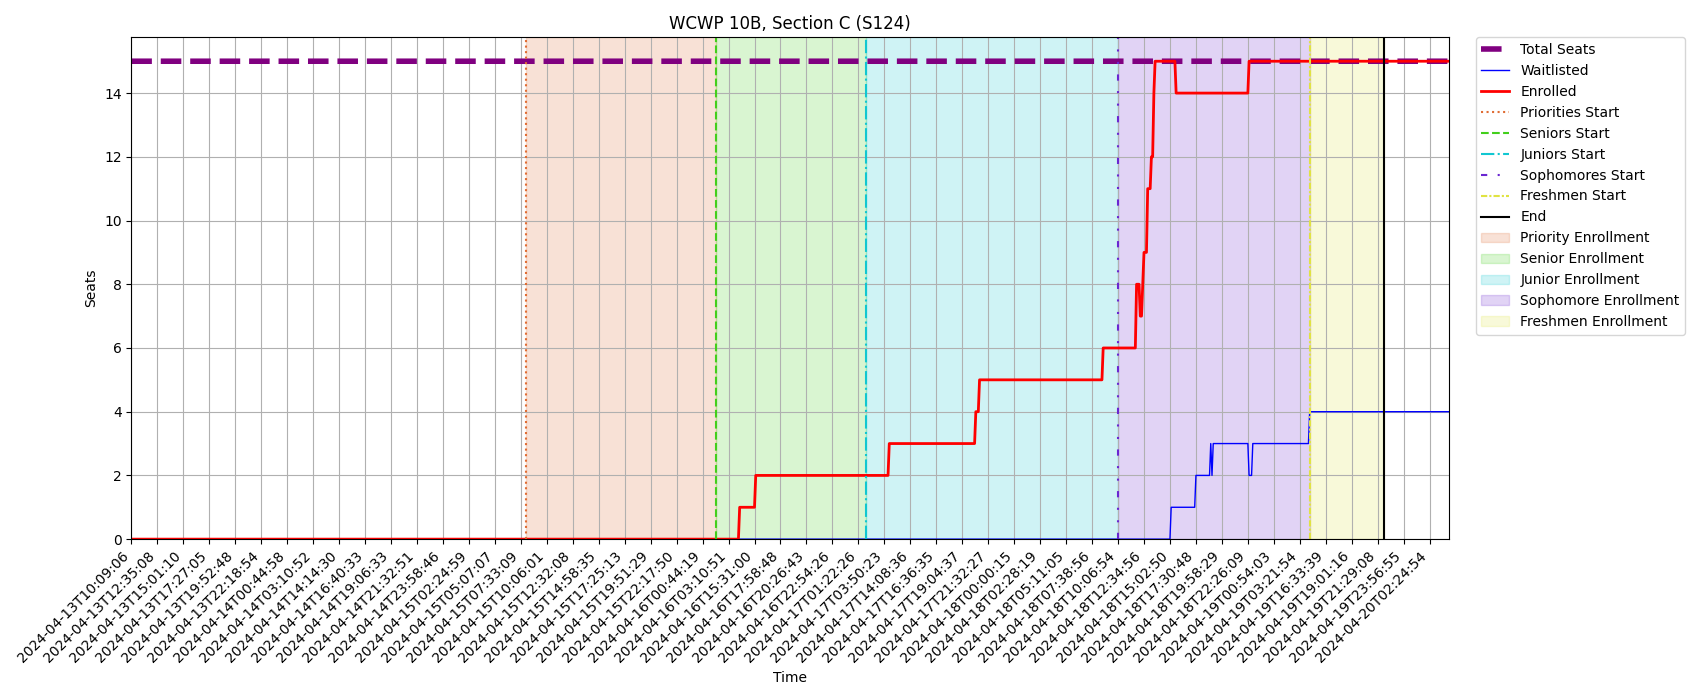 WCWP 10B, Section C (S124)
Seats
14
12
10
8
6
4
2
0
2024-04-13T10:09:06
2024-04-13T12:35:08
2024-04-13T15:01:10
2024-04-13T17:27:05
2024-04-13T19:52:48
2024-04-13T22:18:54
2024-04-14T00:44:58
2024-04-14T03:10:52
2024-04-14T14:14:30
2024-04-14T16:40:33
2024-04-14T19:06:33
2024-04-14T21:32:51
2024-04-14T23:58:46
2024-04-15T02:24:59
2024-04-15T05:07:07
2024-04-15T07:33:09
2024-04-15T10:06:01
2024-04-15T12:32:08
2024-04-15T14:58:35
2024-04-15T17:25:13
2024-04-15T19:51:29
2024-04-15T22:17:50
2024-04-16T00:44:19
2024-04-16T03:10:51
2024-04-16T15:31:00
2024-04-16T17:58:48
2024-04-16T20:26:43
2024-04-16T22:54:26
2024-04-17T01:22:26
2024-04-17T03:50:23
2024-04-17T14:08:36
2024-04-17T16:36:35
2024-04-17T19:04:37
2024-04-17T21:32:27
2024-04-18T00:00:15
2024-04-18T02:28:19
2024-04-18T05:11:05
2024-04-18T07:38:56
2024-04-18T10:06:54
2024-04-18T12:34:56
2024-04-18T15:02:50
2024-04-18T17:30:48
2024-04-18T19:58:29
2024-04-18T22:26:09
2024-04-19T00:54:03
2024-04-19T03:21:54
2024-04-19T16:33:39
2024-04-19T19:01:16
2024-04-19T21:29:08
2024-04-19T23:56:55
2024-04-20T02:24:54
Time
Total Seats
Waitlisted
Enrolled
Priorities Start
Seniors Start
Juniors Start
Sophomores Start
Freshmen Start
End
Priority Enrollment
Senior Enrollment
Junior Enrollment
Sophomore Enrollment
Freshmen Enrollment